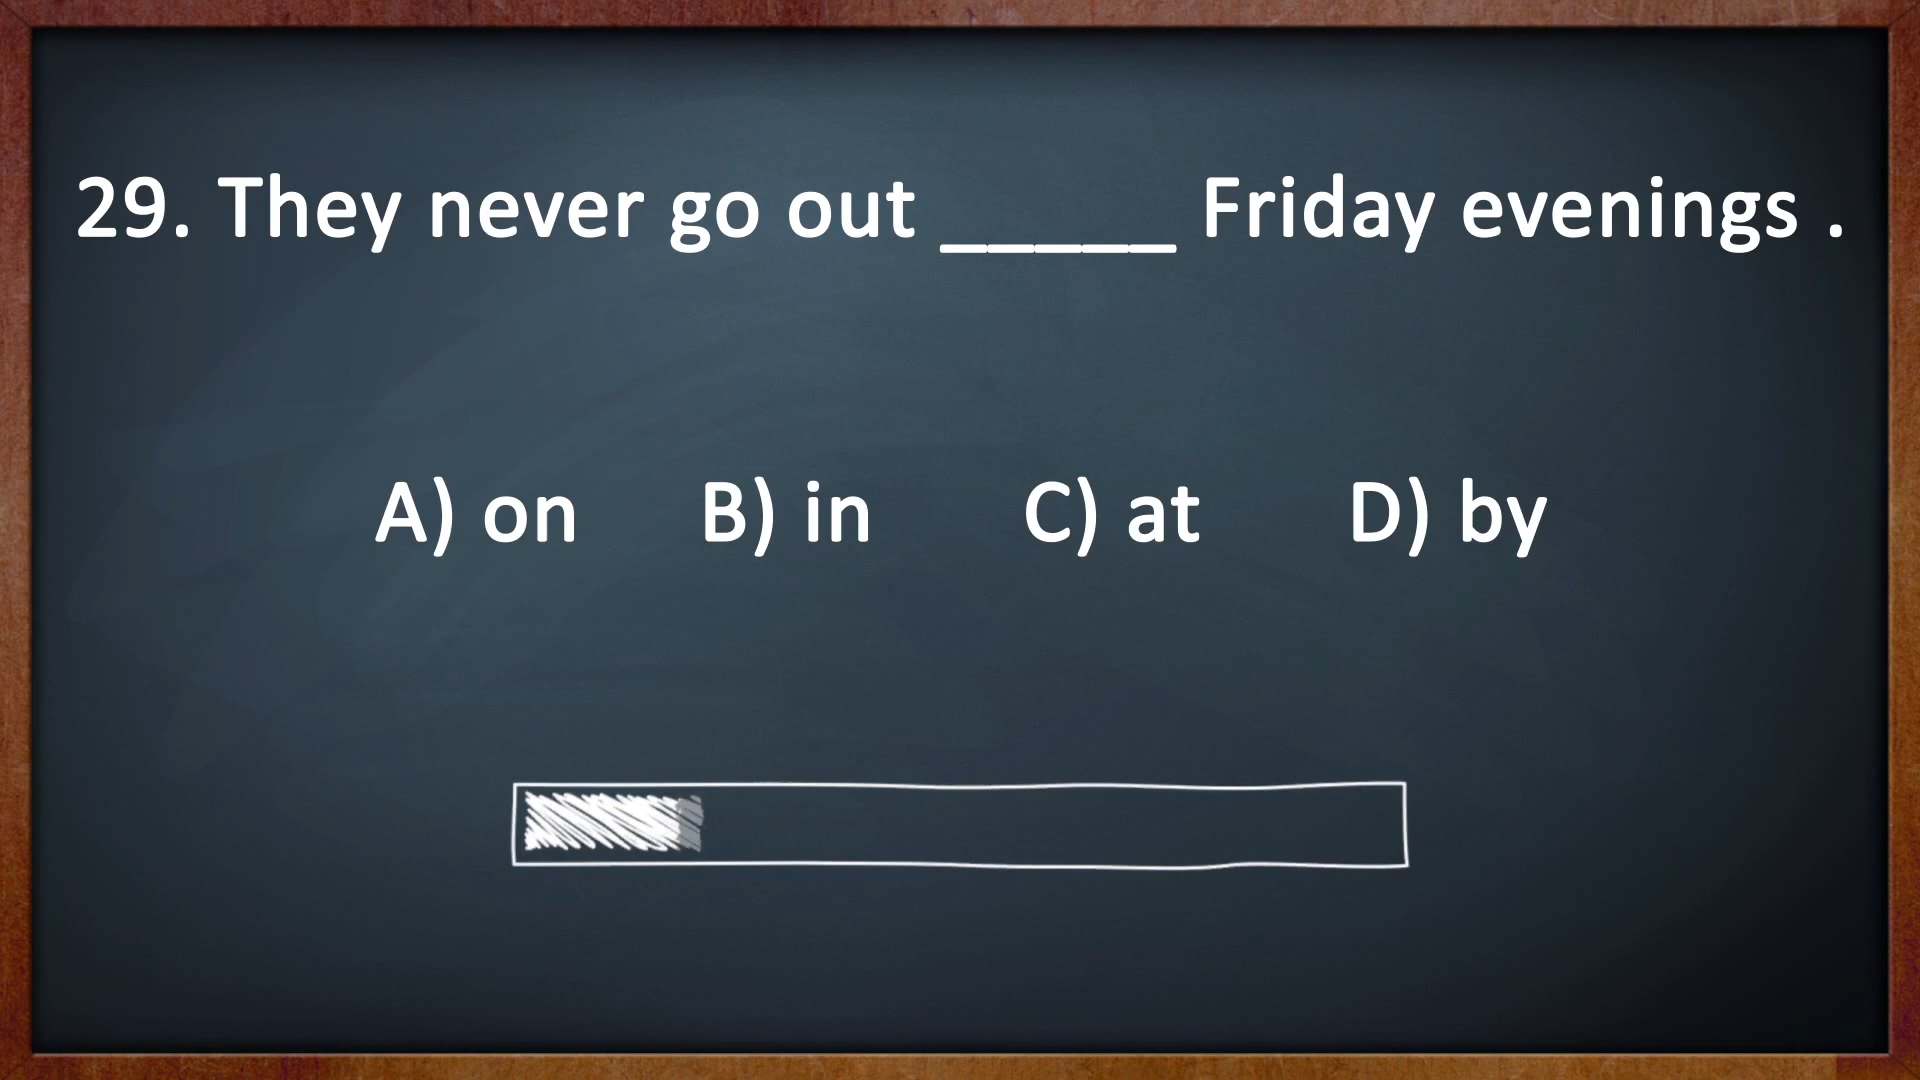 29. They never go out _____ Friday evenings .
A) on B) in C) at D) by